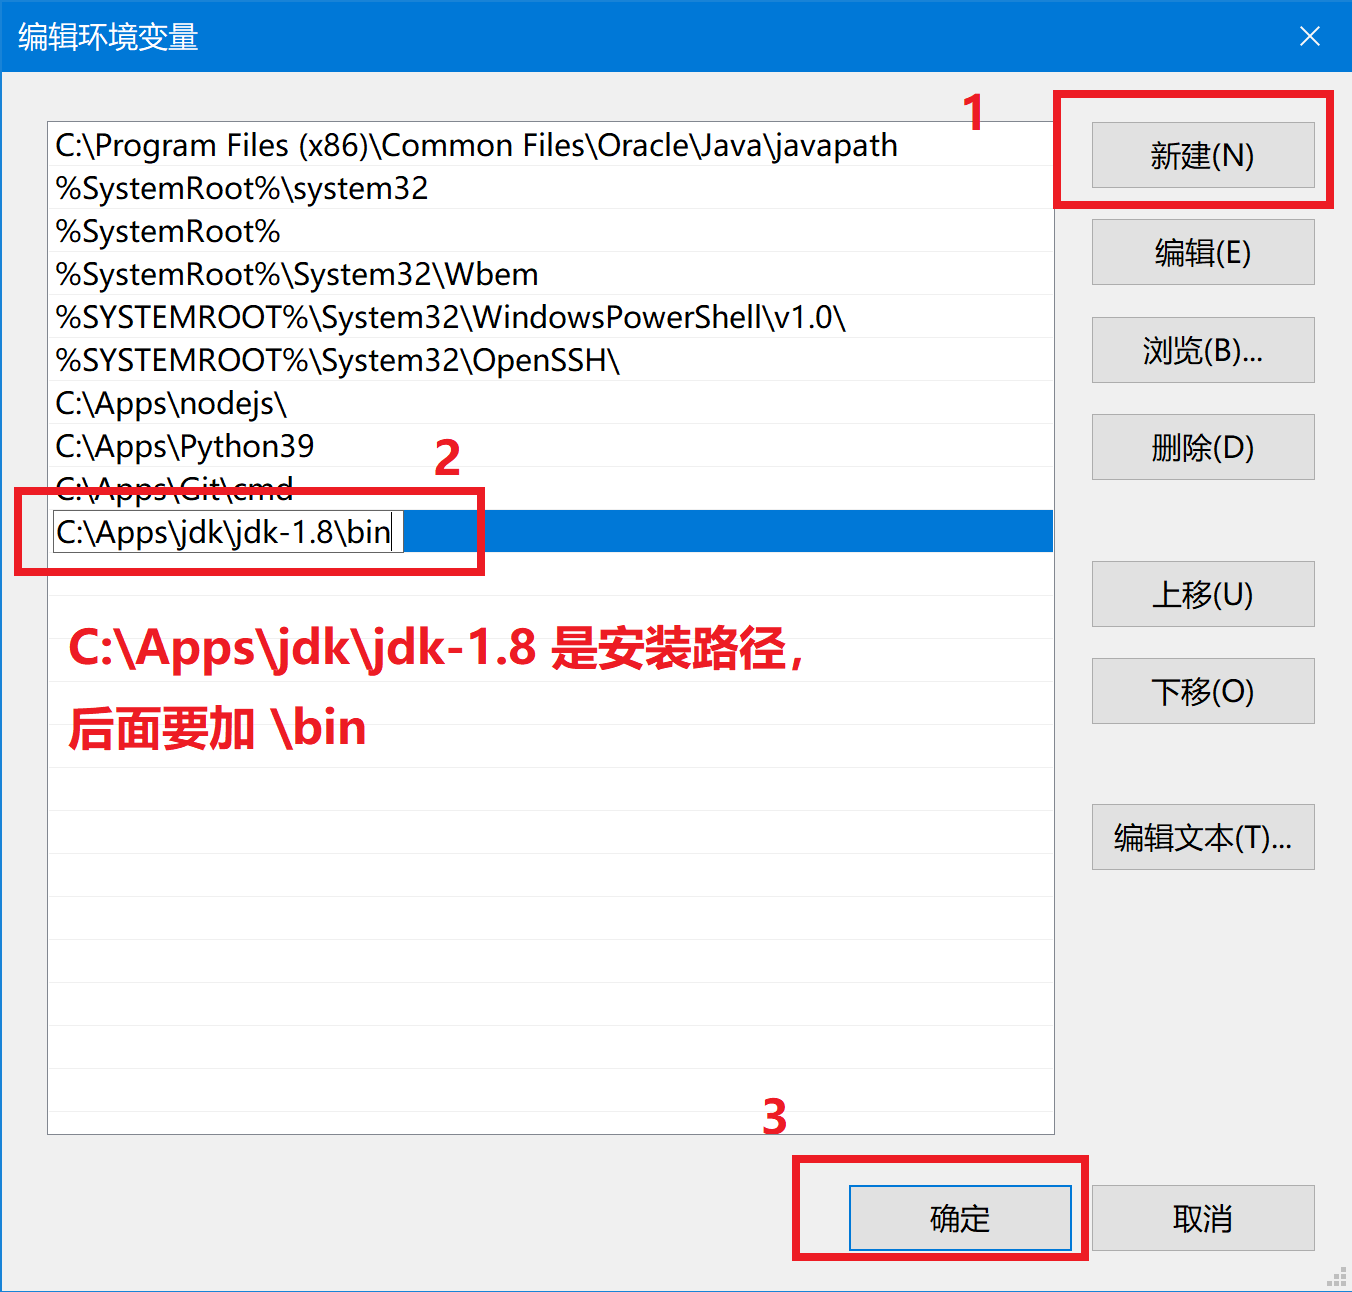 编辑环境变量
1
C:\Program Files (x86)\Common Files\Oracle\Java\javapath
新建(N)
%SystemRoot%\system32
%SystemRoot%
编辑(E)
%SystemRoot%\System32\Wbem
%SYSTEMROOT%\System32\WindowsPowerShell\v1.0\
浏览(B)...
%SYSTEMROOT%\System32\OpenSSH\
C:\Apps\nodejs\
C:\Apps\Python39
删除(D)
2
C:\Apps\Git\cmd
C:\Apps\jdk\jdk-1.8\bin
上移(U)
C:\Apps\jdk\jdk-1.8 是安装路径，
下移(O)
后面要加 \bin
编辑文本(T)...
3
确定
取消